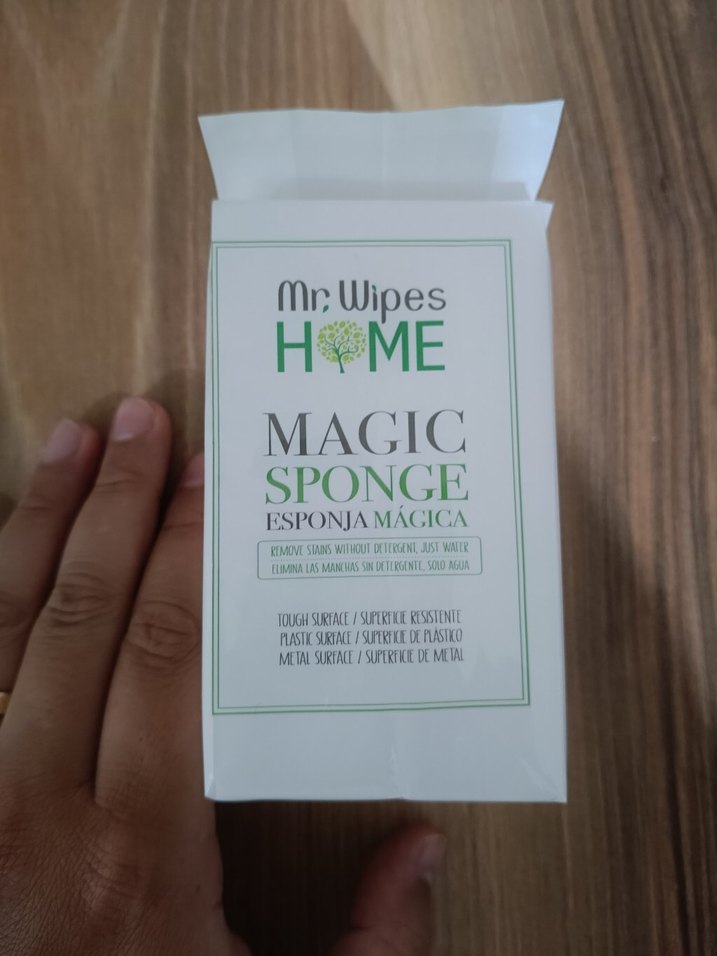 Mr. Wipes
HOME
MAGIC
SPONGE
ESPONJA MÁGICA
REMOVE STAINS WITHOUT DETERGENT, JUST WATER
ELIMINA LAS MANCHAS SIN DETERGENTE, SOLO AGUA
TOUGH SURFACE / SUPERFICIE RESISTENTE
PLASTIC SURFACE / SUPERFICIE DE PLÁSTICO
METAL SURFACE / SUPERFICIE DE METAL